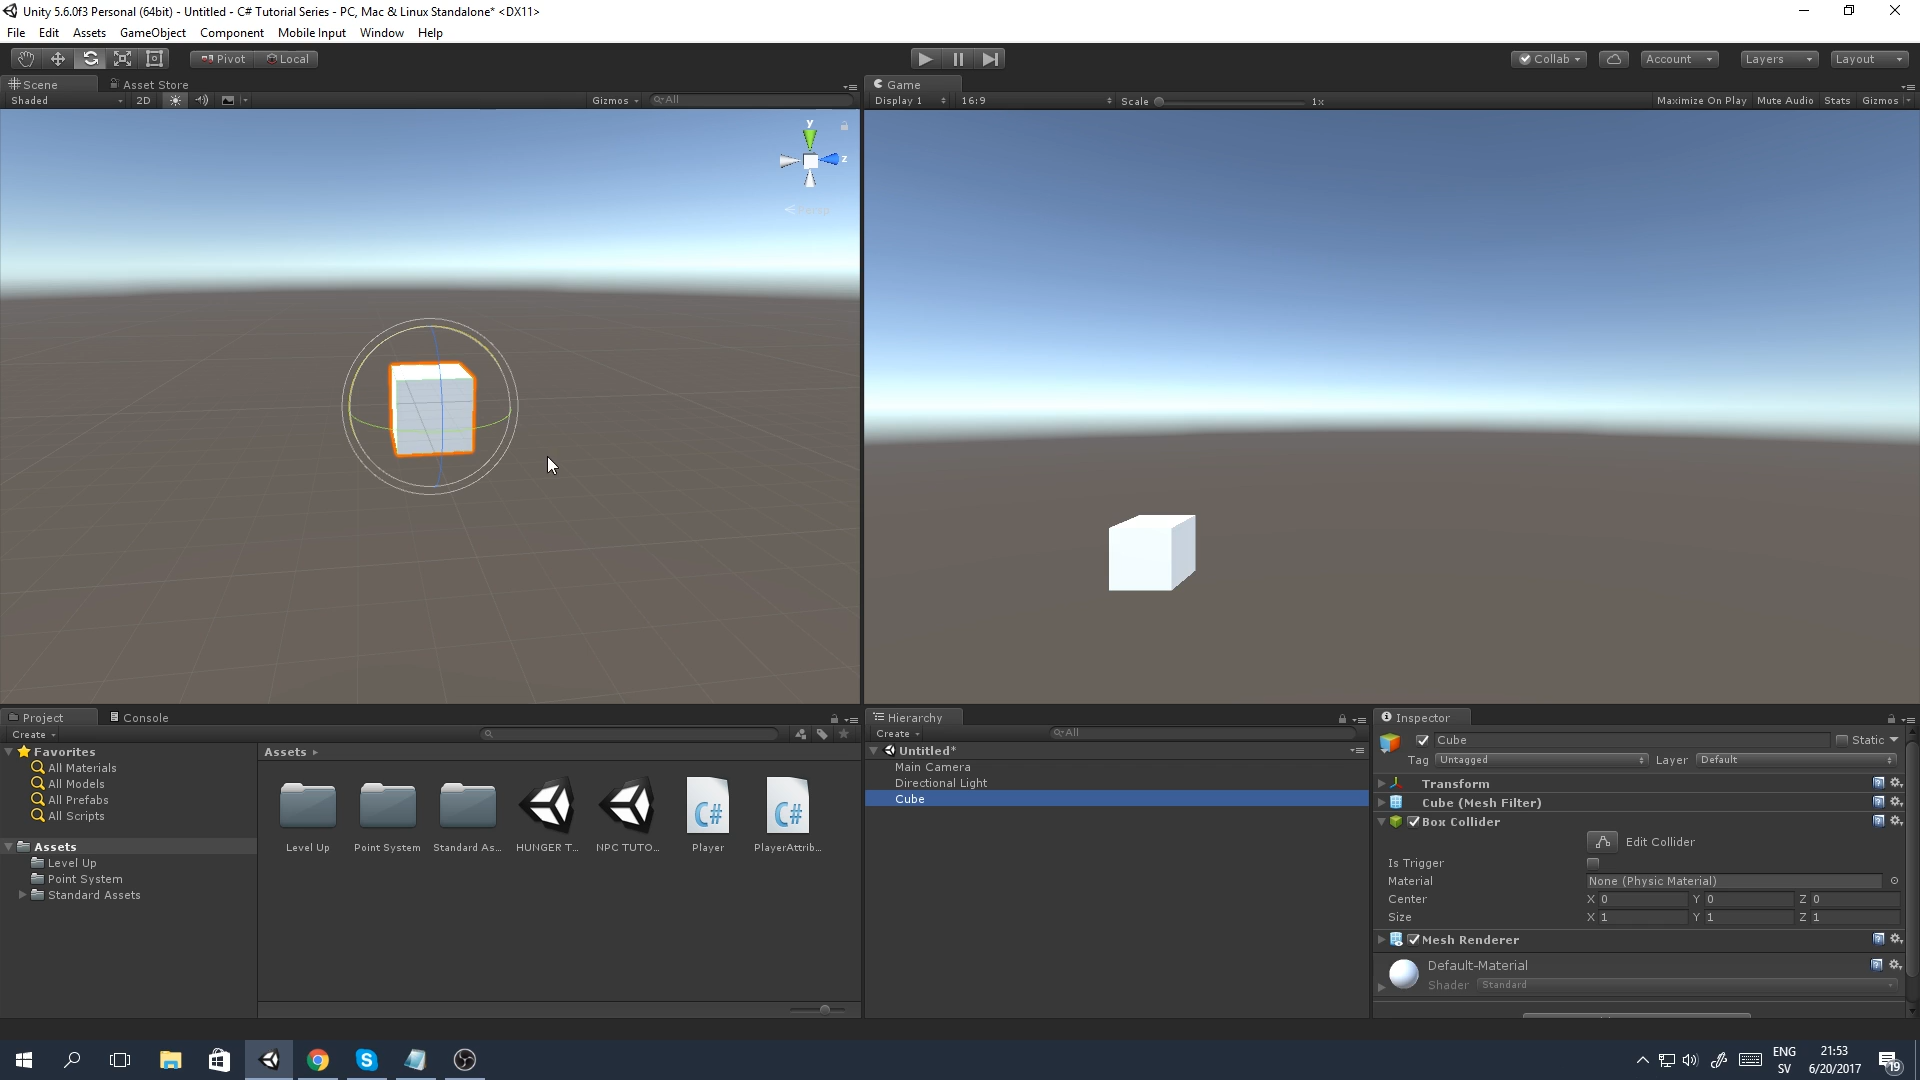 Unity 5.6.0f3 Personal (64bit) - Untitled - C# Tutorial Series - PC, Mac & Linux Standalone* <DX11>
File Edit Assets GameObject Component Mobile Input Window Help
Pivot Local
Collab Account Layers Layout
Scene Asset Store
Shaded 2D Gizmos All
y
z
Persp
Game
Display 1 16:9 Scale 1x Maximize On Play Mute Audio Stats Gizmos
Project Console
Create
Favorites
All Materials
All Models
All Prefabs
All Scripts
Assets
Level Up
Point System
Standard Assets
Assets
Level Up Point System Standard As... HUNGER T... NPC TUTO... Player PlayerAttrib...
C# C#
Hierarchy
Create All
Untitled*
Main Camera
Directional Light
Cube
Inspector
Cube Static
Tag Untagged Layer Default
Transform
Cube (Mesh Filter)
Box Collider
Edit Collider
Is Trigger
Material None (Physic Material)
Center X 0 Y 0 Z 0
Size X 1 Y 1 Z 1
Mesh Renderer
Default-Material
Shader Standard
ENG
SV
21:53
6/20/2017
19